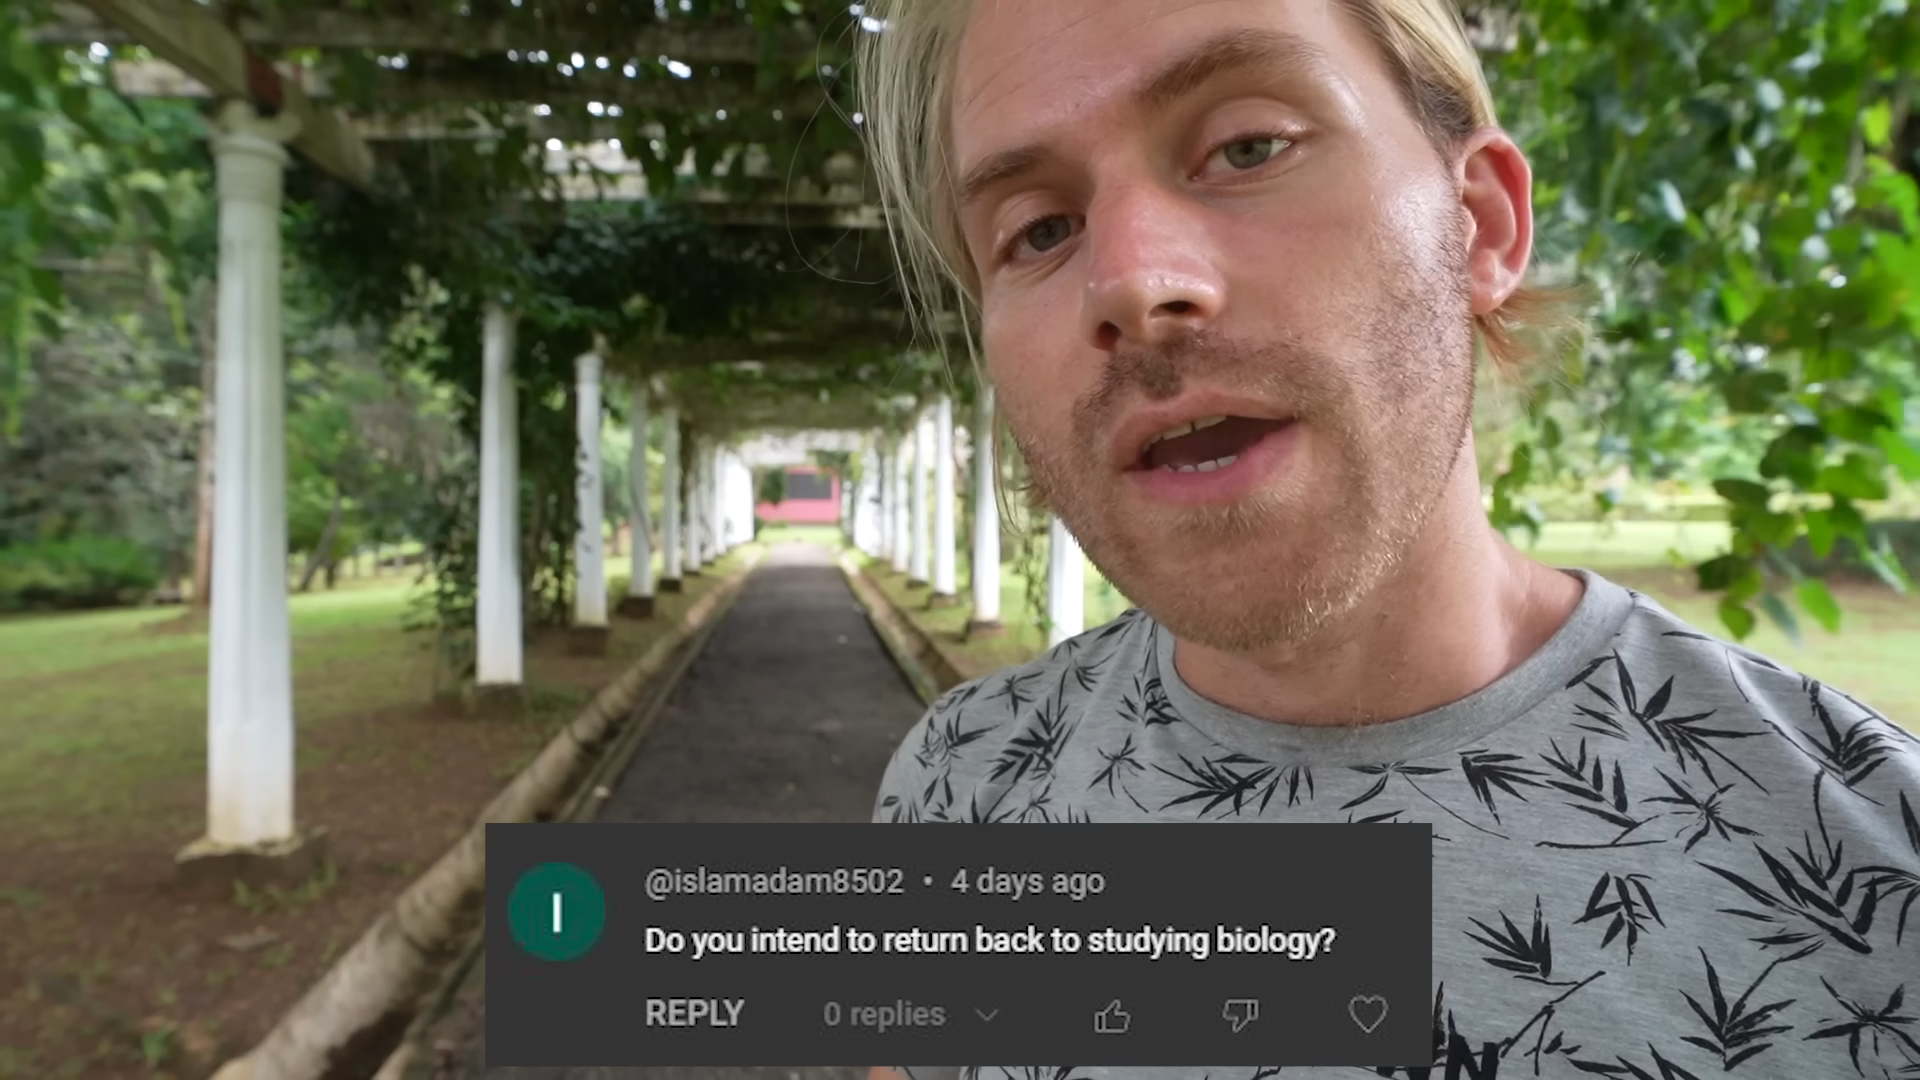 I
@islamadam8502 • 4 days ago
Do you intend to return back to studying biology?
REPLY 0 replies